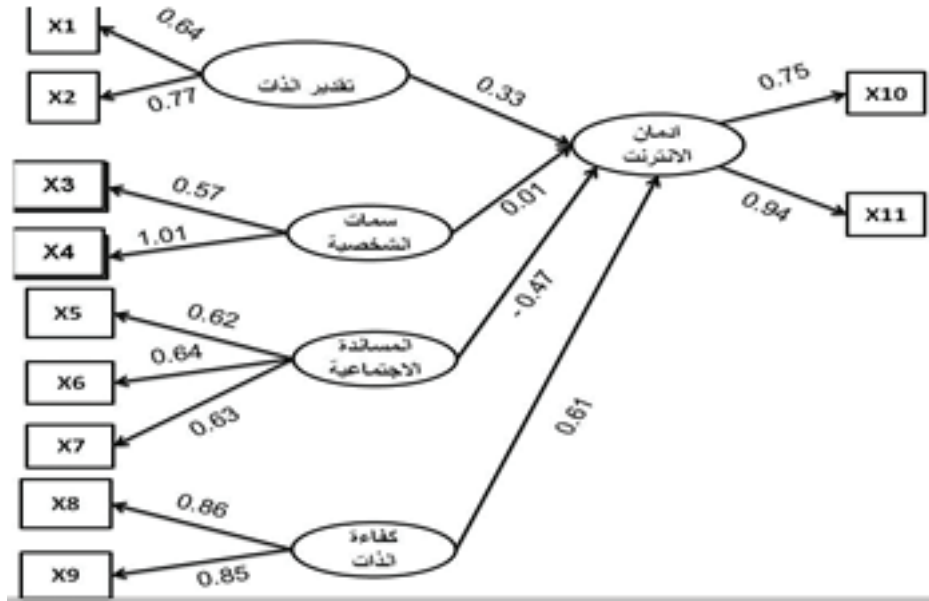 X1
0.64
X2
0.77
تقدير الذات
0.33
X3
0.57
X4
1.01
سمات
الشخصية
0.01
X5
0.62
X6
0.64
X7
0.63
المساندة
الاجتماعية
- 0.47
X8
0.86
X9
0.85
كفاءة
الذات
0.61
ادمان
الانترنت
0.75
X10
0.94
X11